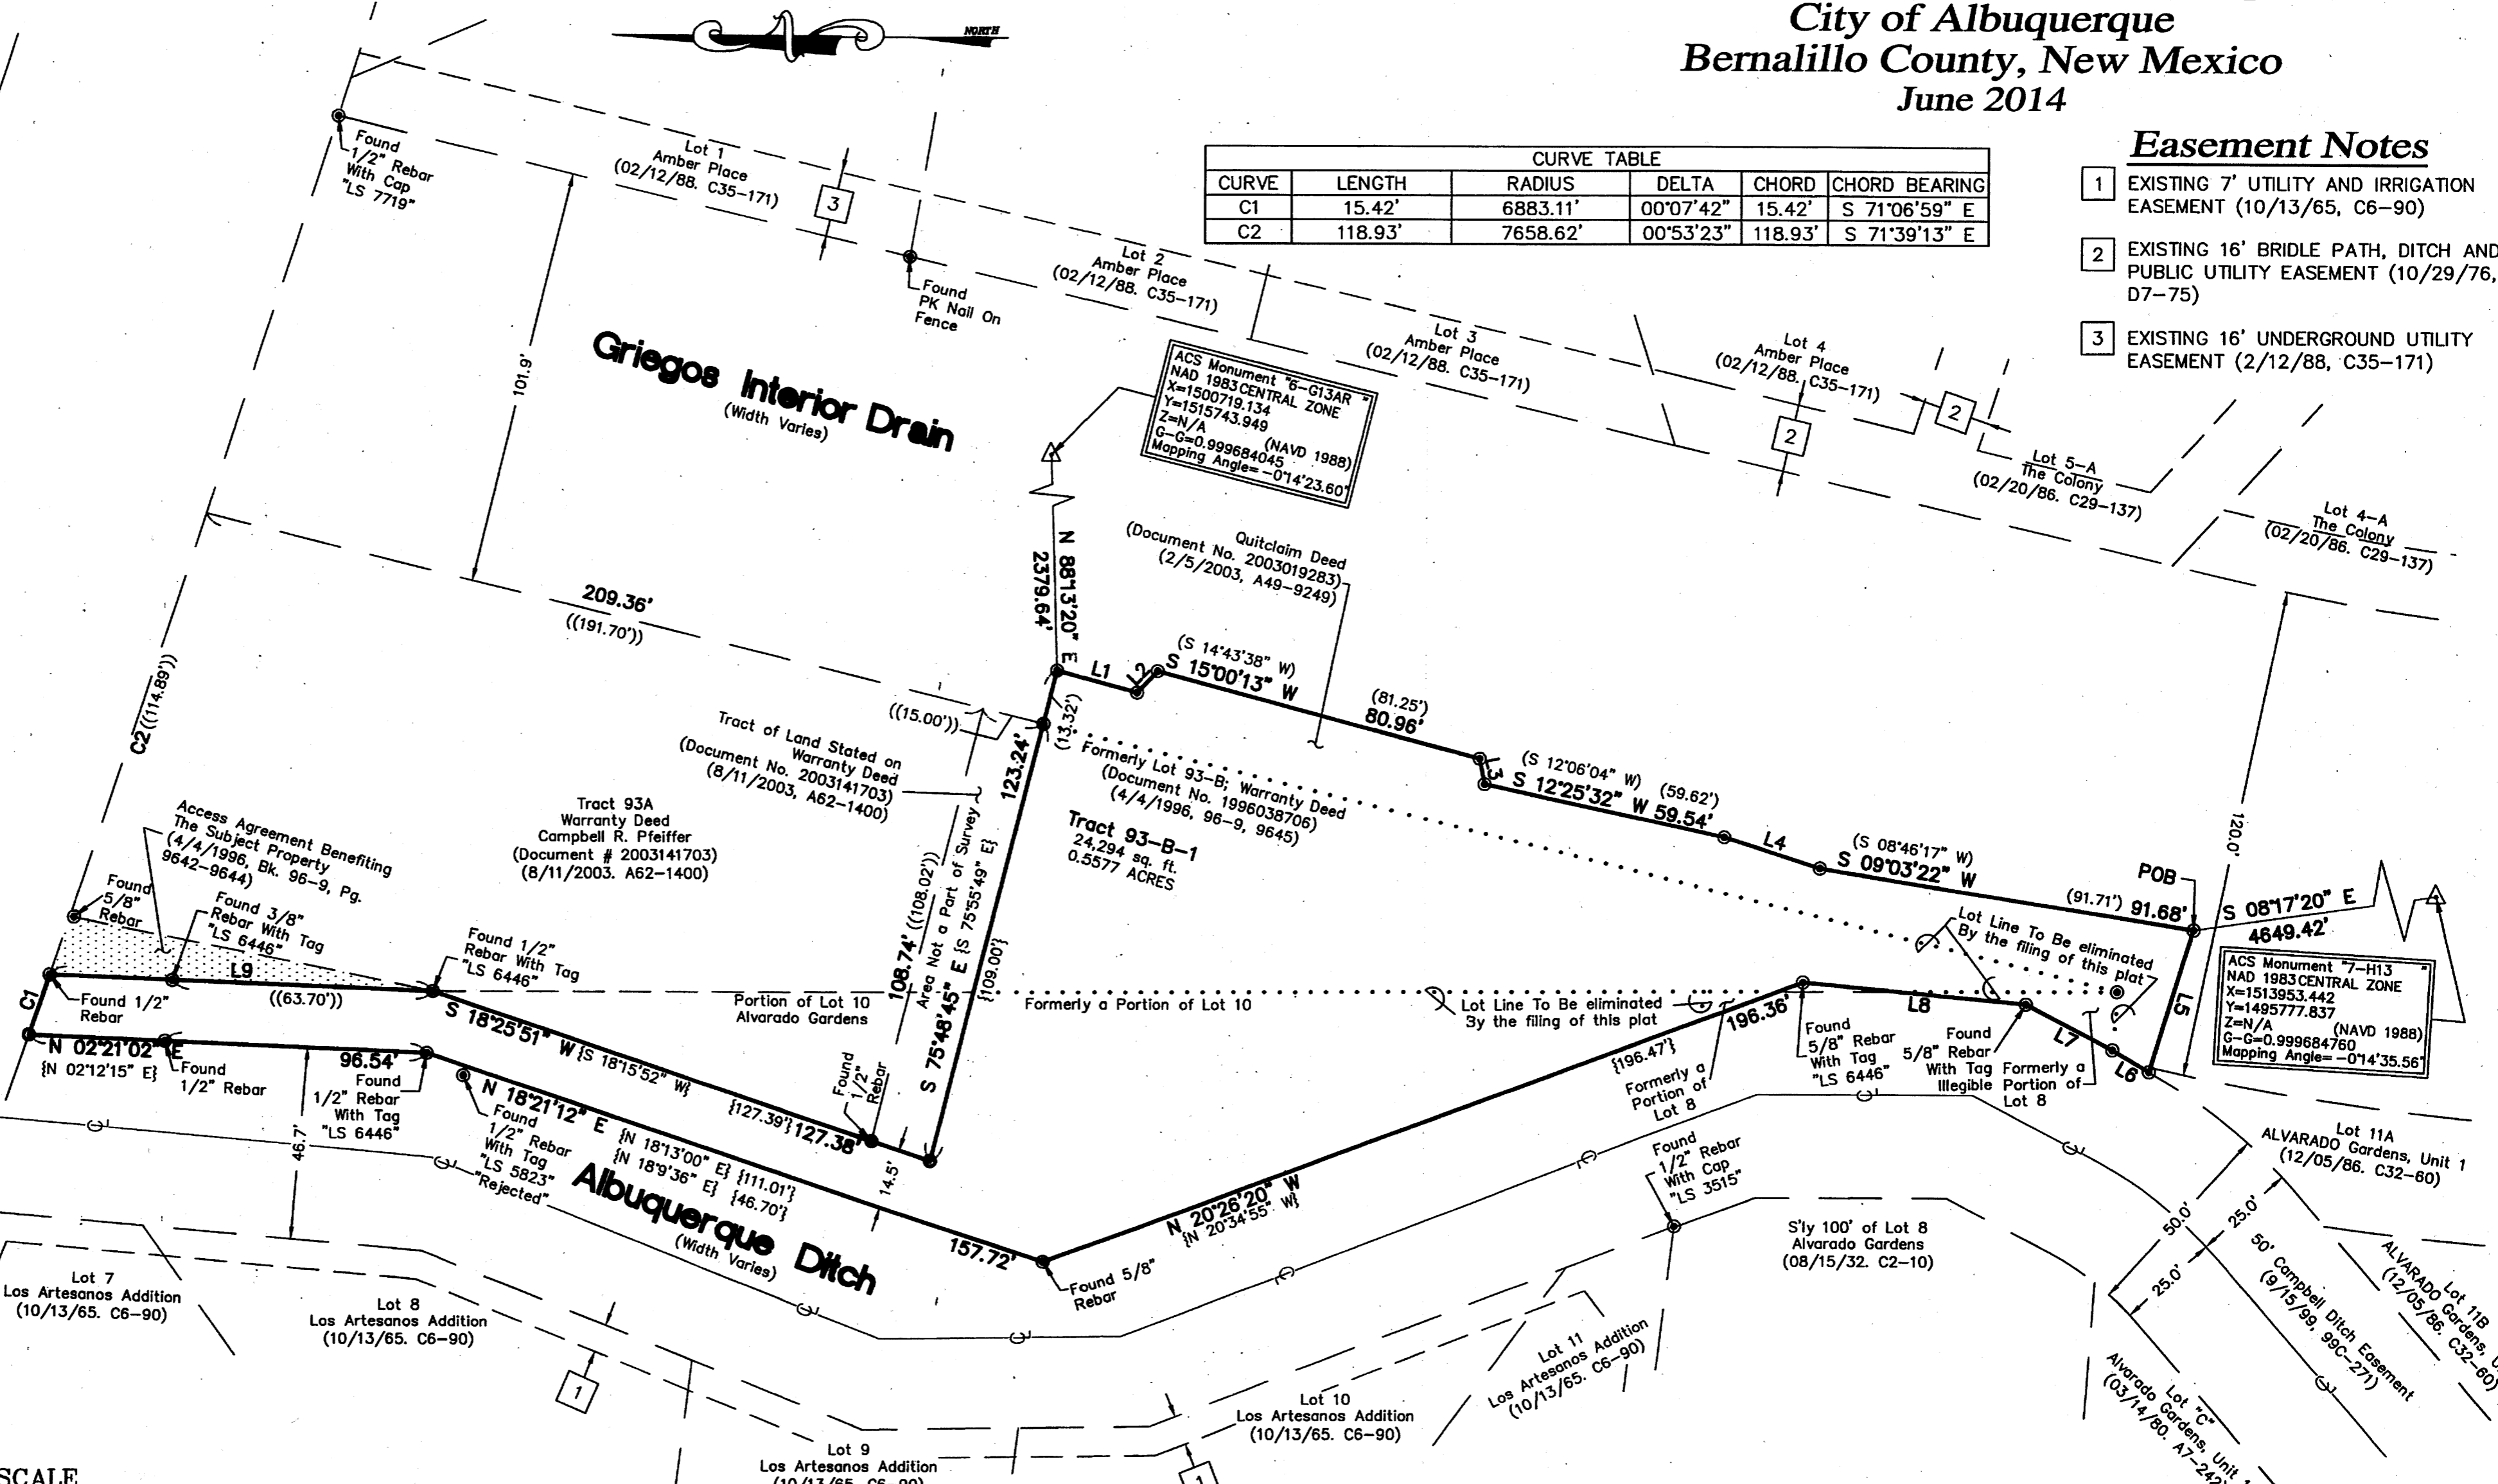 City of Albuquerque
Bernalillo County, New Mexico
June 2014
NORTH
CURVE TABLE
CURVE LENGTH RADIUS DELTA CHORD CHORD BEARING
C1 15.42' 6883.11' 00°07'42" 15.42' S 71°06'59" E
C2 118.93' 7658.62' 00°53'23" 118.93' S 71°39'13" E
Easement Notes
1 EXISTING 7' UTILITY AND IRRIGATION
EASEMENT (10/13/65, C6-90)
2 EXISTING 16' BRIDLE PATH, DITCH AND
PUBLIC UTILITY EASEMENT (10/29/76,
D7-75)
3 EXISTING 16' UNDERGROUND UTILITY
EASEMENT (2/12/88, C35-171)
Found
1/2" Rebar
With Cap
"LS 7719"
Lot 1
Amber Place
(02/12/88. C35-171)
3
Found
PK Nail On
Fence
Lot 2
Amber Place
(02/12/88. C35-171)
Lot 3
Amber Place
(02/12/88. C35-171)
Lot 4
Amber Place
(02/12/88. C35-171)
2
2
Lot 5-A
The Colony
(02/20/86. C29-137)
Lot 4-A
The Colony
(02/20/86. C29-137)
101.9'
Griegos Interior Drain
(Width Varies)
ACS Monument "6-G13AR "
NAD 1983 CENTRAL ZONE
X=1500719.134
Y=1515743.949
Z=N/A (NAVD 1988)
G-G=0.999684045
Mapping Angle= -0°14'23.60"
N 88°13'20" E
2379.64'
Quitclaim Deed
(Document No. 2003019283)
(2/5/2003, A49-9249)
209.36'
((191.70'))
C2 ((114.89'))
L1
L2
(S 14°43'38" W)
S 15°00'13" W
(81.25')
80.96'
L3
(S 12°06'04" W) (59.62')
S 12°25'32" W 59.54'
L4
(S 08°46'17" W)
S 09°03'22" W
(91.71') 91.68'
POB
120.0'
S 08°17'20" E
4649.42'
((15.00'))
(13.32')
123.24'
Tract of Land Stated on
Warranty Deed
(Document No. 2003141703)
(8/11/2003, A62-1400)
Formerly Lot 93-B; Warranty Deed
(Document No. 1996038706)
(4/4/1996, 96-9, 9645)
Tract 93-B-1
24,294 sq. ft.
0.5577 ACRES
Tract 93A
Warranty Deed
Campbell R. Pfeiffer
(Document # 2003141703)
(8/11/2003. A62-1400)
Access Agreement Benefiting
The Subject Property
(4/4/1996, Bk. 96-9, Pg.
9642-9644)
Found
5/8"
Rebar
Found 3/8"
Rebar With Tag
"LS 6446"
Found 1/2"
Rebar With Tag
"LS 6446"
108.74' ((108.02'))
Area Not a Part of Survey
S 75°48'45" E {S 75°55'49" E}
{109.00'}
Lot Line To Be eliminated
By the filing of this plat
ACS Monument "7-H13 "
NAD 1983 CENTRAL ZONE
X=1513953.442
Y=1495777.837
Z=N/A (NAVD 1988)
G-G=0.999684760
Mapping Angle= -0°14'35.56"
L5
L9
((63.70'))
C1
Found 1/2"
Rebar
Portion of Lot 10
Alvarado Gardens
Formerly a Portion of Lot 10
Lot Line To Be eliminated
By the filing of this plat
S 18°25'51" W {S 18°15'52" W}
{127.39'} 127.38'
Found
1/2"
Rebar
196.36'
{196.47'}
L8
Found
5/8" Rebar
With Tag
"LS 6446"
Found
5/8" Rebar
With Tag
Illegible
L7
L6
Formerly a
Portion of
Lot 8
Formerly a
Portion of
Lot 8
N 02°21'02" E
{N 02°12'15" E}
96.54'
Found
1/2" Rebar
Found
1/2" Rebar
With Tag
"LS 6446"
46.7'
N 18°21'12" E
{N 18°13'00" E} {111.01'}
{N 18°9'36" E} {46.70'}
Found
1/2" Rebar
With Tag
"LS 5823"
"Rejected"
14.5'
157.72'
Albuquerque Ditch
(Width Varies)
Found 5/8"
Rebar
N 20°26'20" W
{N 20°34'55" W}
Found
1/2" Rebar
With Cap
"LS 3515"
S'ly 100' of Lot 8
Alvarado Gardens
(08/15/32. C2-10)
Lot 11A
ALVARADO Gardens, Unit 1
(12/05/86. C32-60)
50.0'
25.0'
25.0'
50' Campbell Ditch Easement
(9/15/99, 99C-271)
Lot 11B
ALVARADO Gardens, U
(12/05/86. C32-60)
Lot "C"
Alvarado Gardens, Unit
(03/14/80. A7-242)
Lot 7
Los Artesanos Addition
(10/13/65. C6-90)
Lot 8
Los Artesanos Addition
(10/13/65. C6-90)
1
Lot 9
Los Artesanos Addition
(10/13/65. C6-90)
Lot 10
Los Artesanos Addition
(10/13/65. C6-90)
1
Lot 11
Los Artesanos Addition
(10/13/65. C6-90)
SCALE